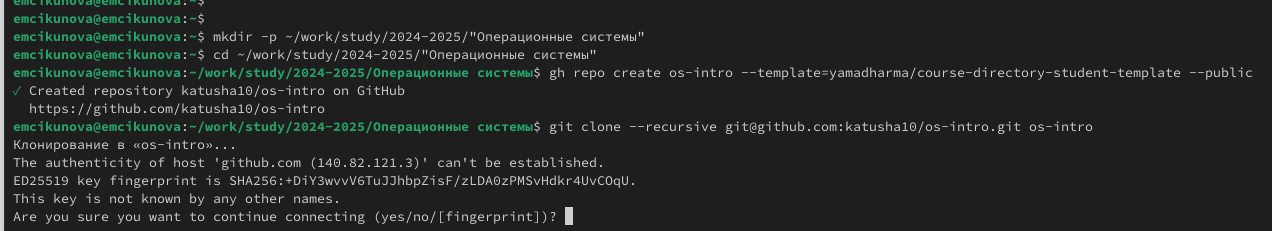 emcikunova@emcikunova:~$
emcikunova@emcikunova:~$
emcikunova@emcikunova:~$ mkdir -p ~/work/study/2024-2025/"Операционные системы"
emcikunova@emcikunova:~$ cd ~/work/study/2024-2025/"Операционные системы"
emcikunova@emcikunova:~/work/study/2024-2025/Операционные системы$ gh repo create os-intro --template=yamadharma/course-directory-student-template --public
✓ Created repository katusha10/os-intro on GitHub
https://github.com/katusha10/os-intro
emcikunova@emcikunova:~/work/study/2024-2025/Операционные системы$ git clone --recursive git@github.com:katusha10/os-intro.git os-intro
Клонирование в «os-intro»...
The authenticity of host 'github.com (140.82.121.3)' can't be established.
ED25519 key fingerprint is SHA256:+DiY3wvvV6TuJJhbpZisF/zLDA0zPMSvHdkr4UvCOqU.
This key is not known by any other names.
Are you sure you want to continue connecting (yes/no/[fingerprint])?